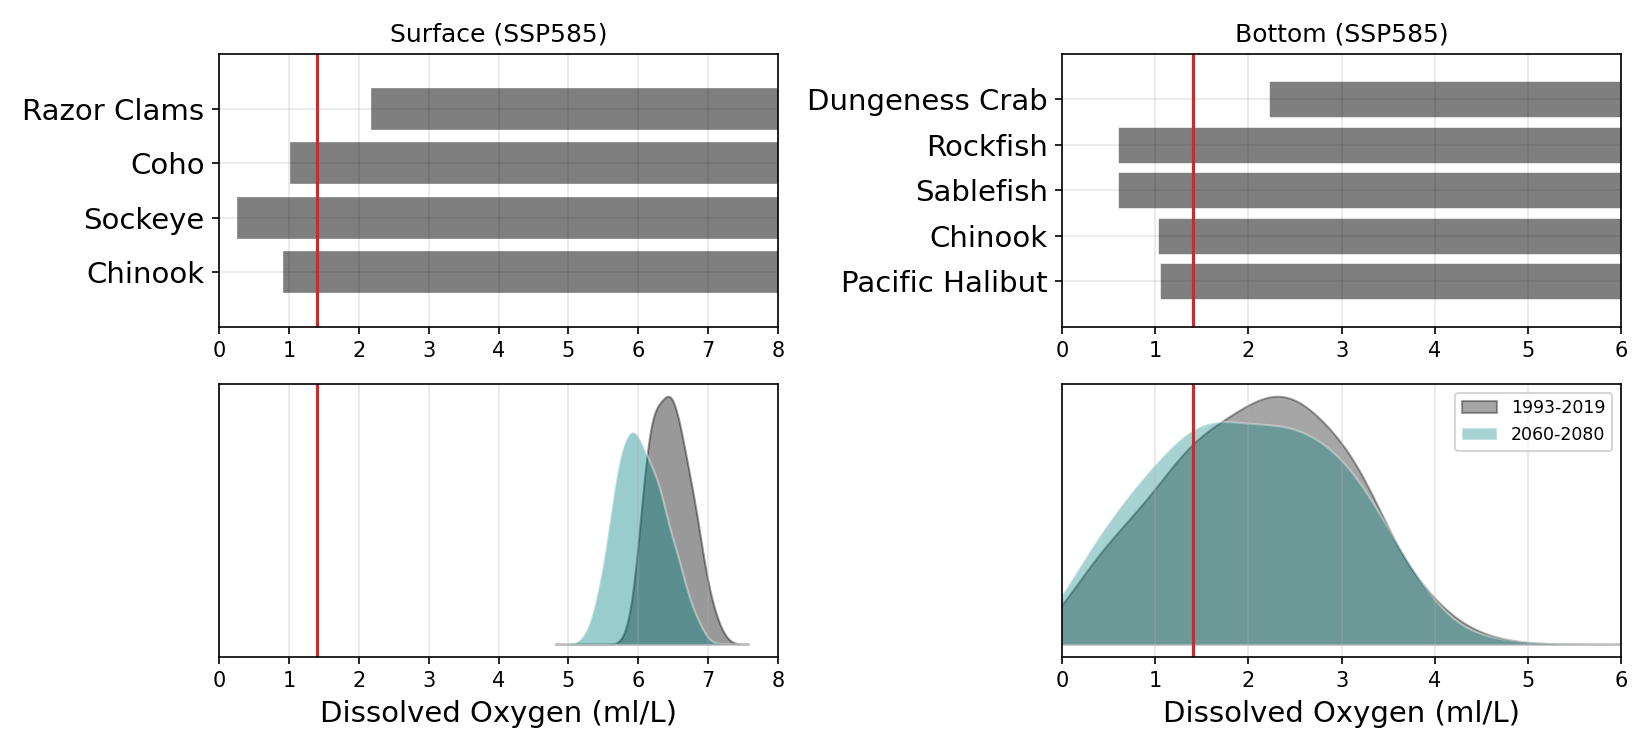 Surface (SSP585)
Razor Clams
Coho
Sockeye
Chinook
0 1 2 3 4 5 6 7 8
Bottom (SSP585)
Dungeness Crab
Rockfish
Sablefish
Chinook
Pacific Halibut
0 1 2 3 4 5 6
0 1 2 3 4 5 6 7 8
Dissolved Oxygen (ml/L)
1993-2019
2060-2080
0 1 2 3 4 5 6
Dissolved Oxygen (ml/L)